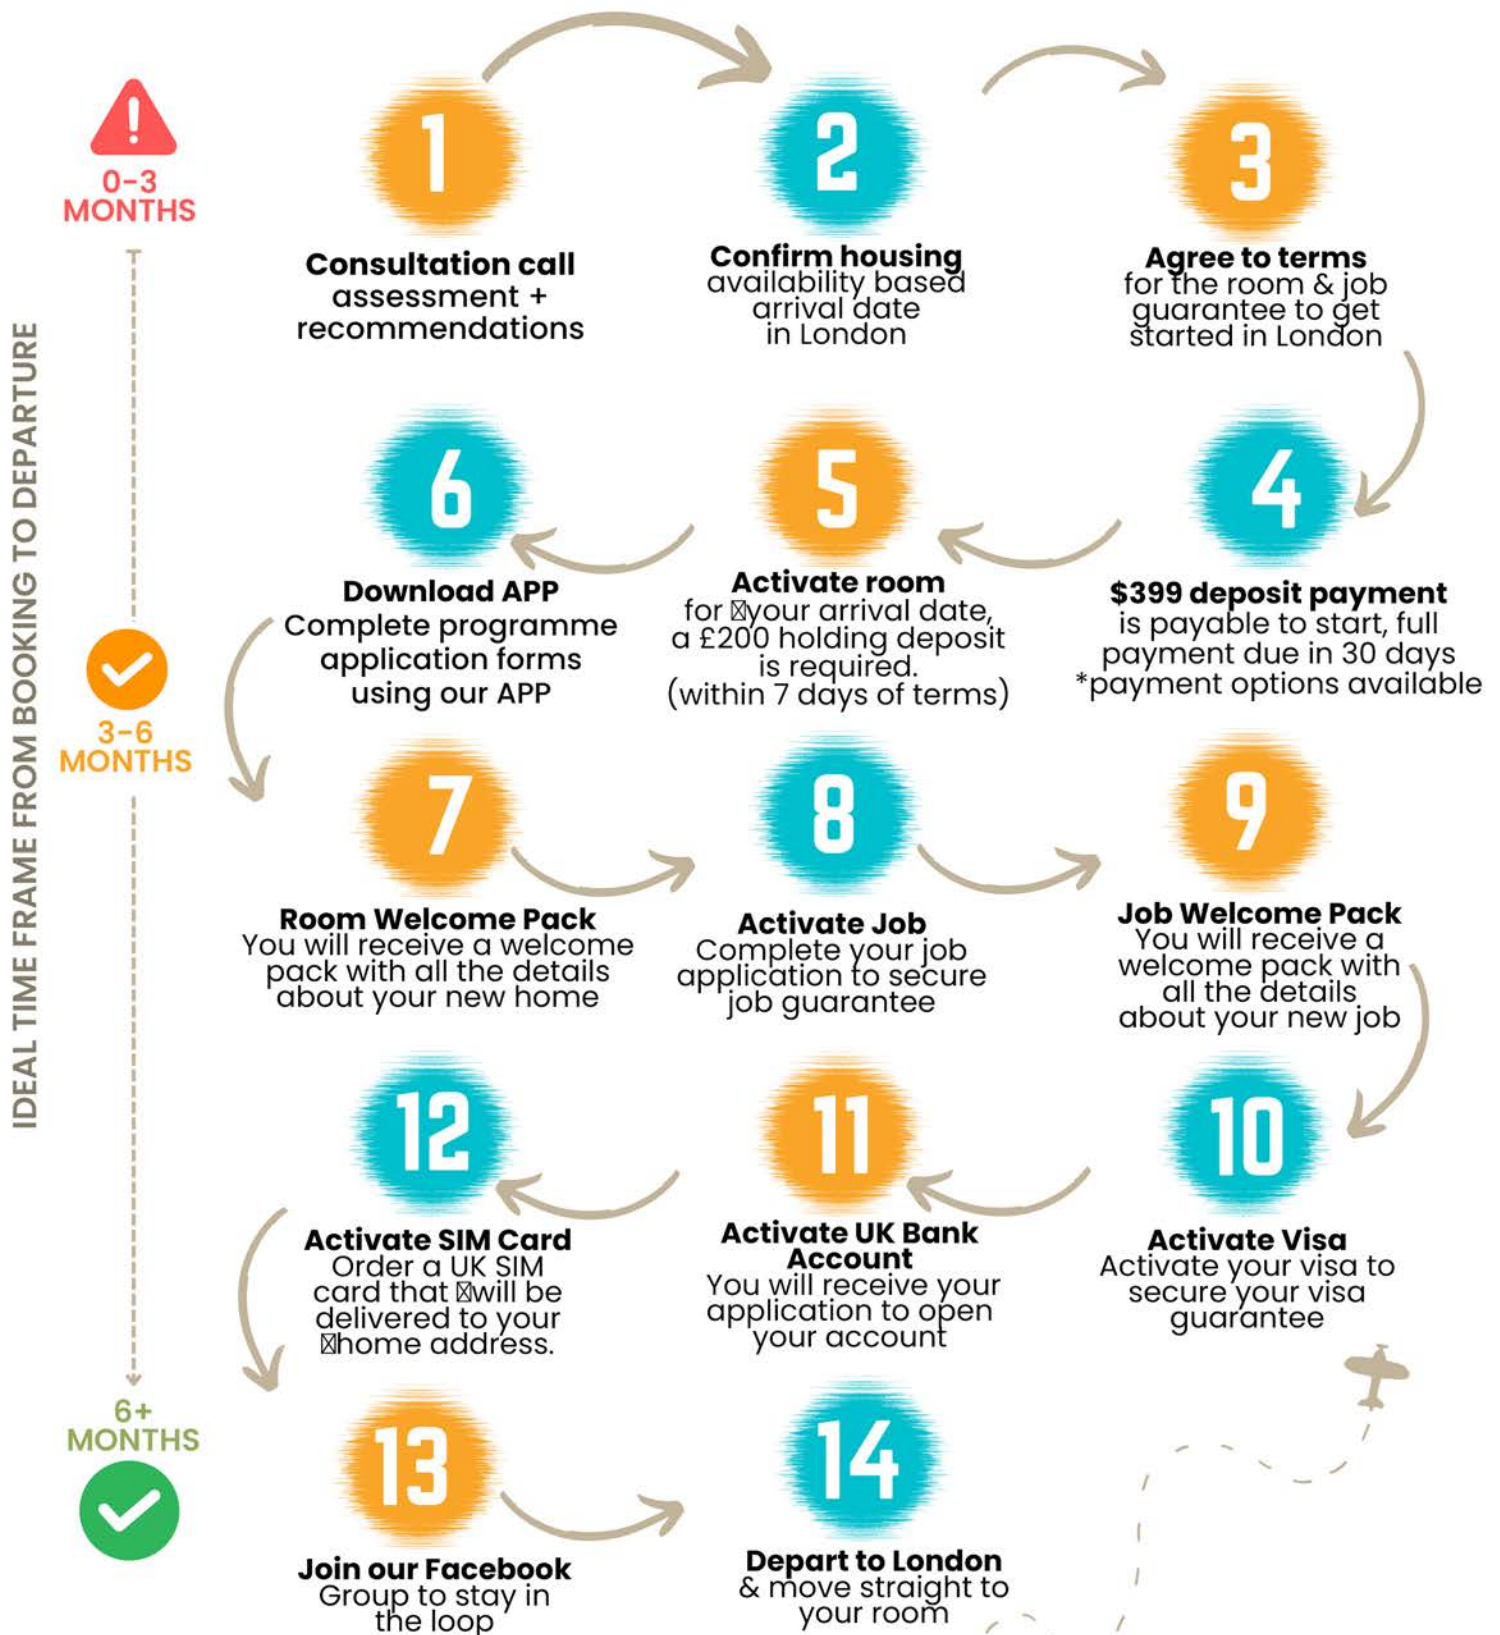 IDEAL TIME FRAME FROM BOOKING TO DEPARTURE
0-3
MONTHS
3-6
MONTHS
6+
MONTHS
1
Consultation call
assessment +
recommendations
2
Confirm housing
availability based
arrival date
in London
3
Agree to terms
for the room & job
guarantee to get
started in London
4
$399 deposit payment
is payable to start, full
payment due in 30 days
*payment options available
5
Activate room
for your arrival date,
a £200 holding deposit
is required.
(within 7 days of terms)
6
Download APP
Complete programme
application forms
using our APP
7
Room Welcome Pack
You will receive a welcome
pack with all the details
about your new home
8
Activate Job
Complete your job
application to secure
job guarantee
9
Job Welcome Pack
You will receive a
welcome pack with
all the details
about your new job
10
Activate Visa
Activate your visa to
secure your visa
guarantee
11
Activate UK Bank
Account
You will receive your
application to open
your account
12
Activate SIM Card
Order a UK SIM
card that will be
delivered to your
home address.
13
Join our Facebook
Group to stay in
the loop
14
Depart to London
& move straight to
your room